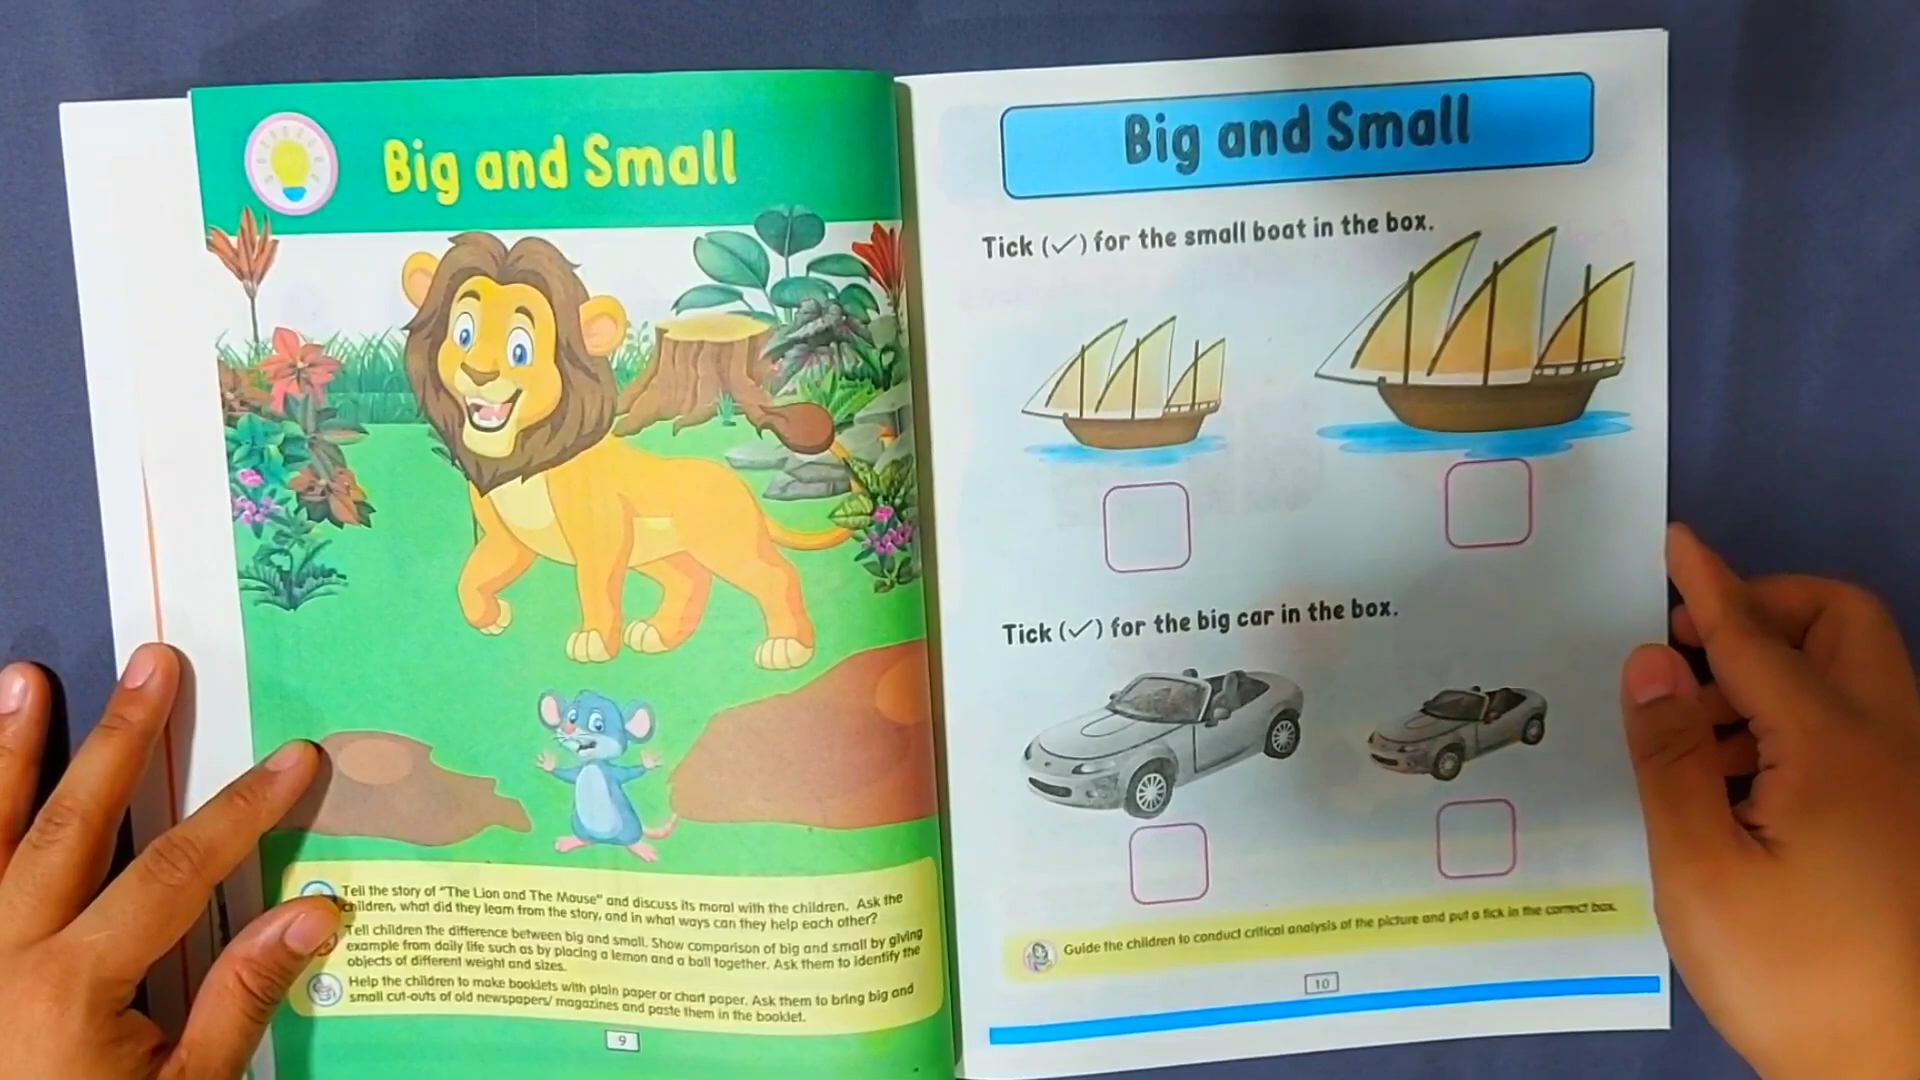 Big and Small
Tell the story of "The Lion and The Mouse" and discuss its moral with the children. Ask the
children, what did they learn from the story, and in what ways can they help each other?
Tell children the difference between big and small. Show comparison of big and small by giving
example from daily life such as by placing a lemon and a ball together. Ask them to identify the
objects of different weight and sizes.
Help the children to make booklets with plain paper or chart paper. Ask them to bring big and
small cut-outs of old newspapers/ magazines and paste them in the booklet.
9
Big and Small
Tick (✓) for the small boat in the box.
Tick (✓) for the big car in the box.
Guide the children to conduct critical analysis of the picture and put a tick in the correct box.
10